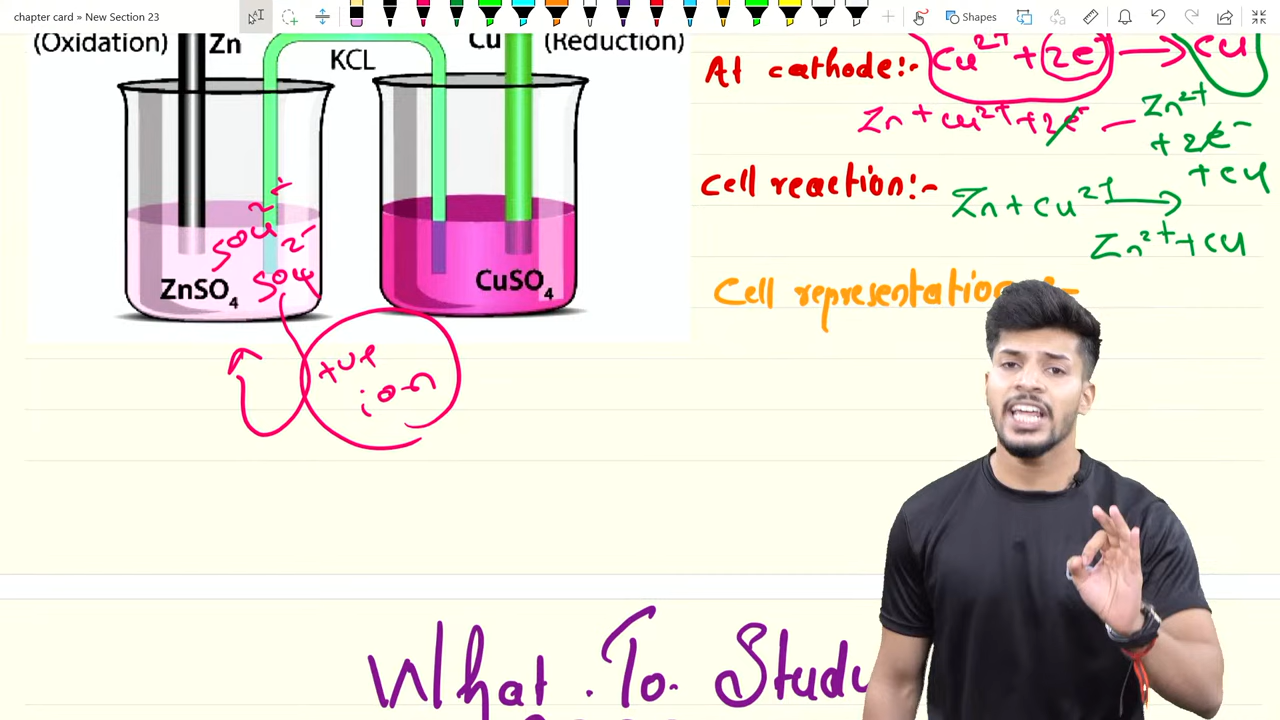 chapter card » New Section 23
Shapes
(Oxidation) Zn
KCL
Cu (Reduction)
ZnSO4
CuSO4
SO4 2-
SO4 2-
+ve
ion
Cu2+ + 2e- → Cu
At cathode:-
Zn + Cu2+ + 2e- — Zn2+
+ 2e-
+ Cu
Cell reaction:- Zn + Cu2+ →
Zn2+ + Cu
Cell representation :-
What To Study